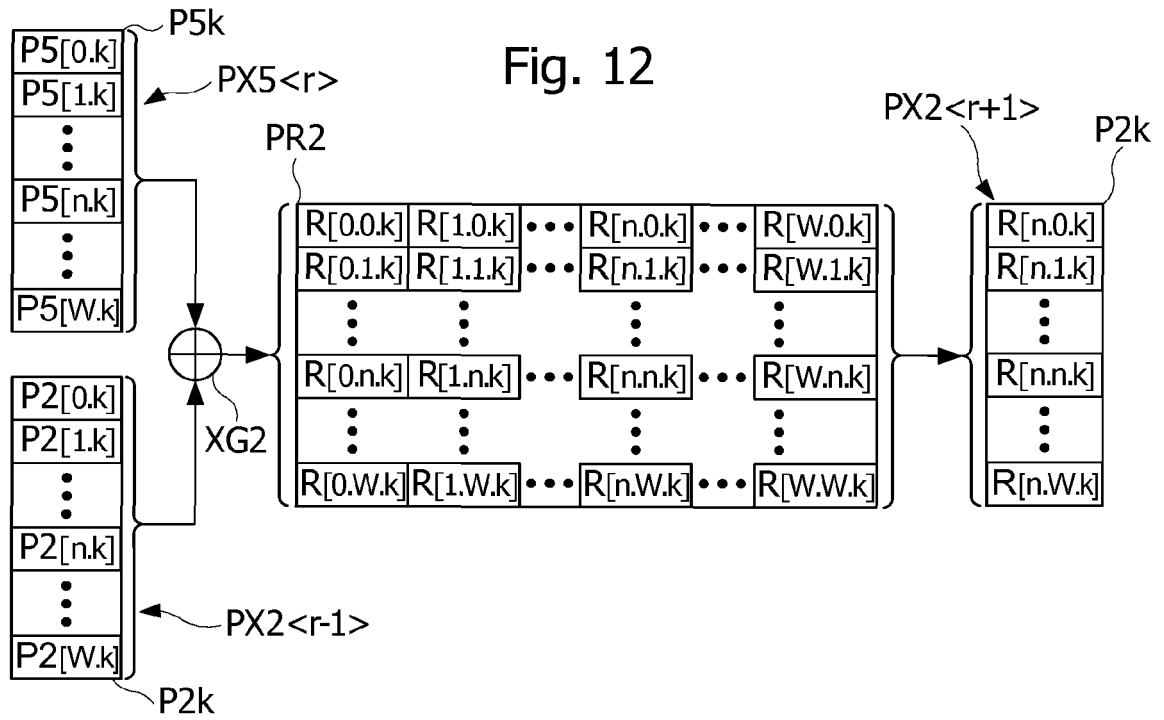 Fig. 12
P5k
P5[0.k]
P5[1.k]
P5[n.k]
P5[W.k]
PX5<r>
P2[0.k]
P2[1.k]
P2[n.k]
P2[W.k]
PX2<r-1>
P2k
XG2
PR2
R[0.0.k] R[1.0.k] ••• R[n.0.k] ••• R[W.0.k]
R[0.1.k] R[1.1.k] ••• R[n.1.k] ••• R[W.1.k]
R[0.n.k] R[1.n.k] ••• R[n.n.k] ••• R[W.n.k]
R[0.W.k] R[1.W.k] ••• R[n.W.k] ••• R[W.W.k]
PX2<r+1>
P2k
R[n.0.k]
R[n.1.k]
R[n.n.k]
R[n.W.k]